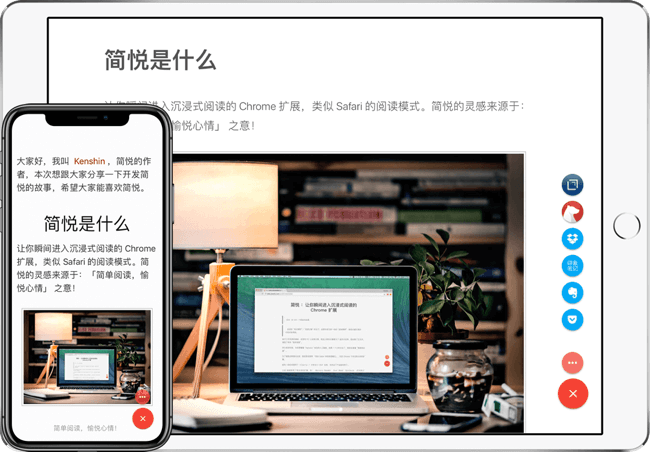 简悦是什么
让你瞬间进入沉浸式阅读的 Chrome 扩展，类似 Safari 的阅读模式。简悦的灵感来源于：
愉悦心情」 之意！
大家好，我叫 Kenshin ，简悦的作
者，本次想跟大家分享一下开发简
悦的故事，希望大家能喜欢简悦。
简悦是什么
让你瞬间进入沉浸式阅读的 Chrome
扩展，类似 Safari 的阅读模式。简
悦的灵感来源于：「简单阅读，愉
悦心情」 之意！
简单阅读，愉悦心情！
简悦 ： 让你瞬间进入沉浸式阅读的
Chrome 扩展
印象
笔记